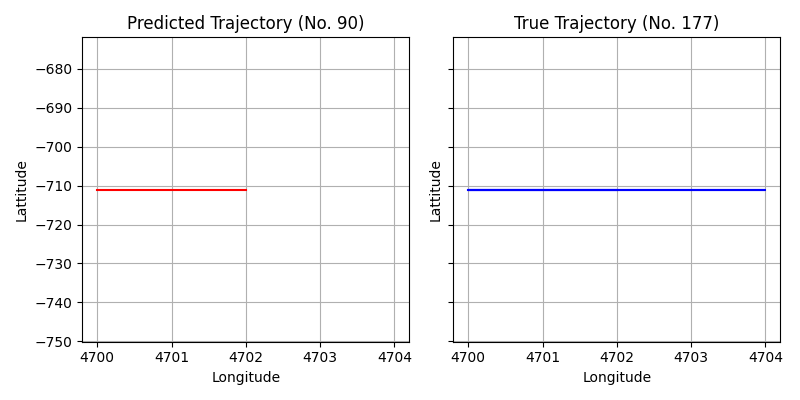 Predicted Trajectory (No. 90)
True Trajectory (No. 177)
Lattitude
−680
−690
−700
−710
−720
−730
−740
−750
4700 4701 4702 4703 4704
Longitude
Lattitude
4700 4701 4702 4703 4704
Longitude